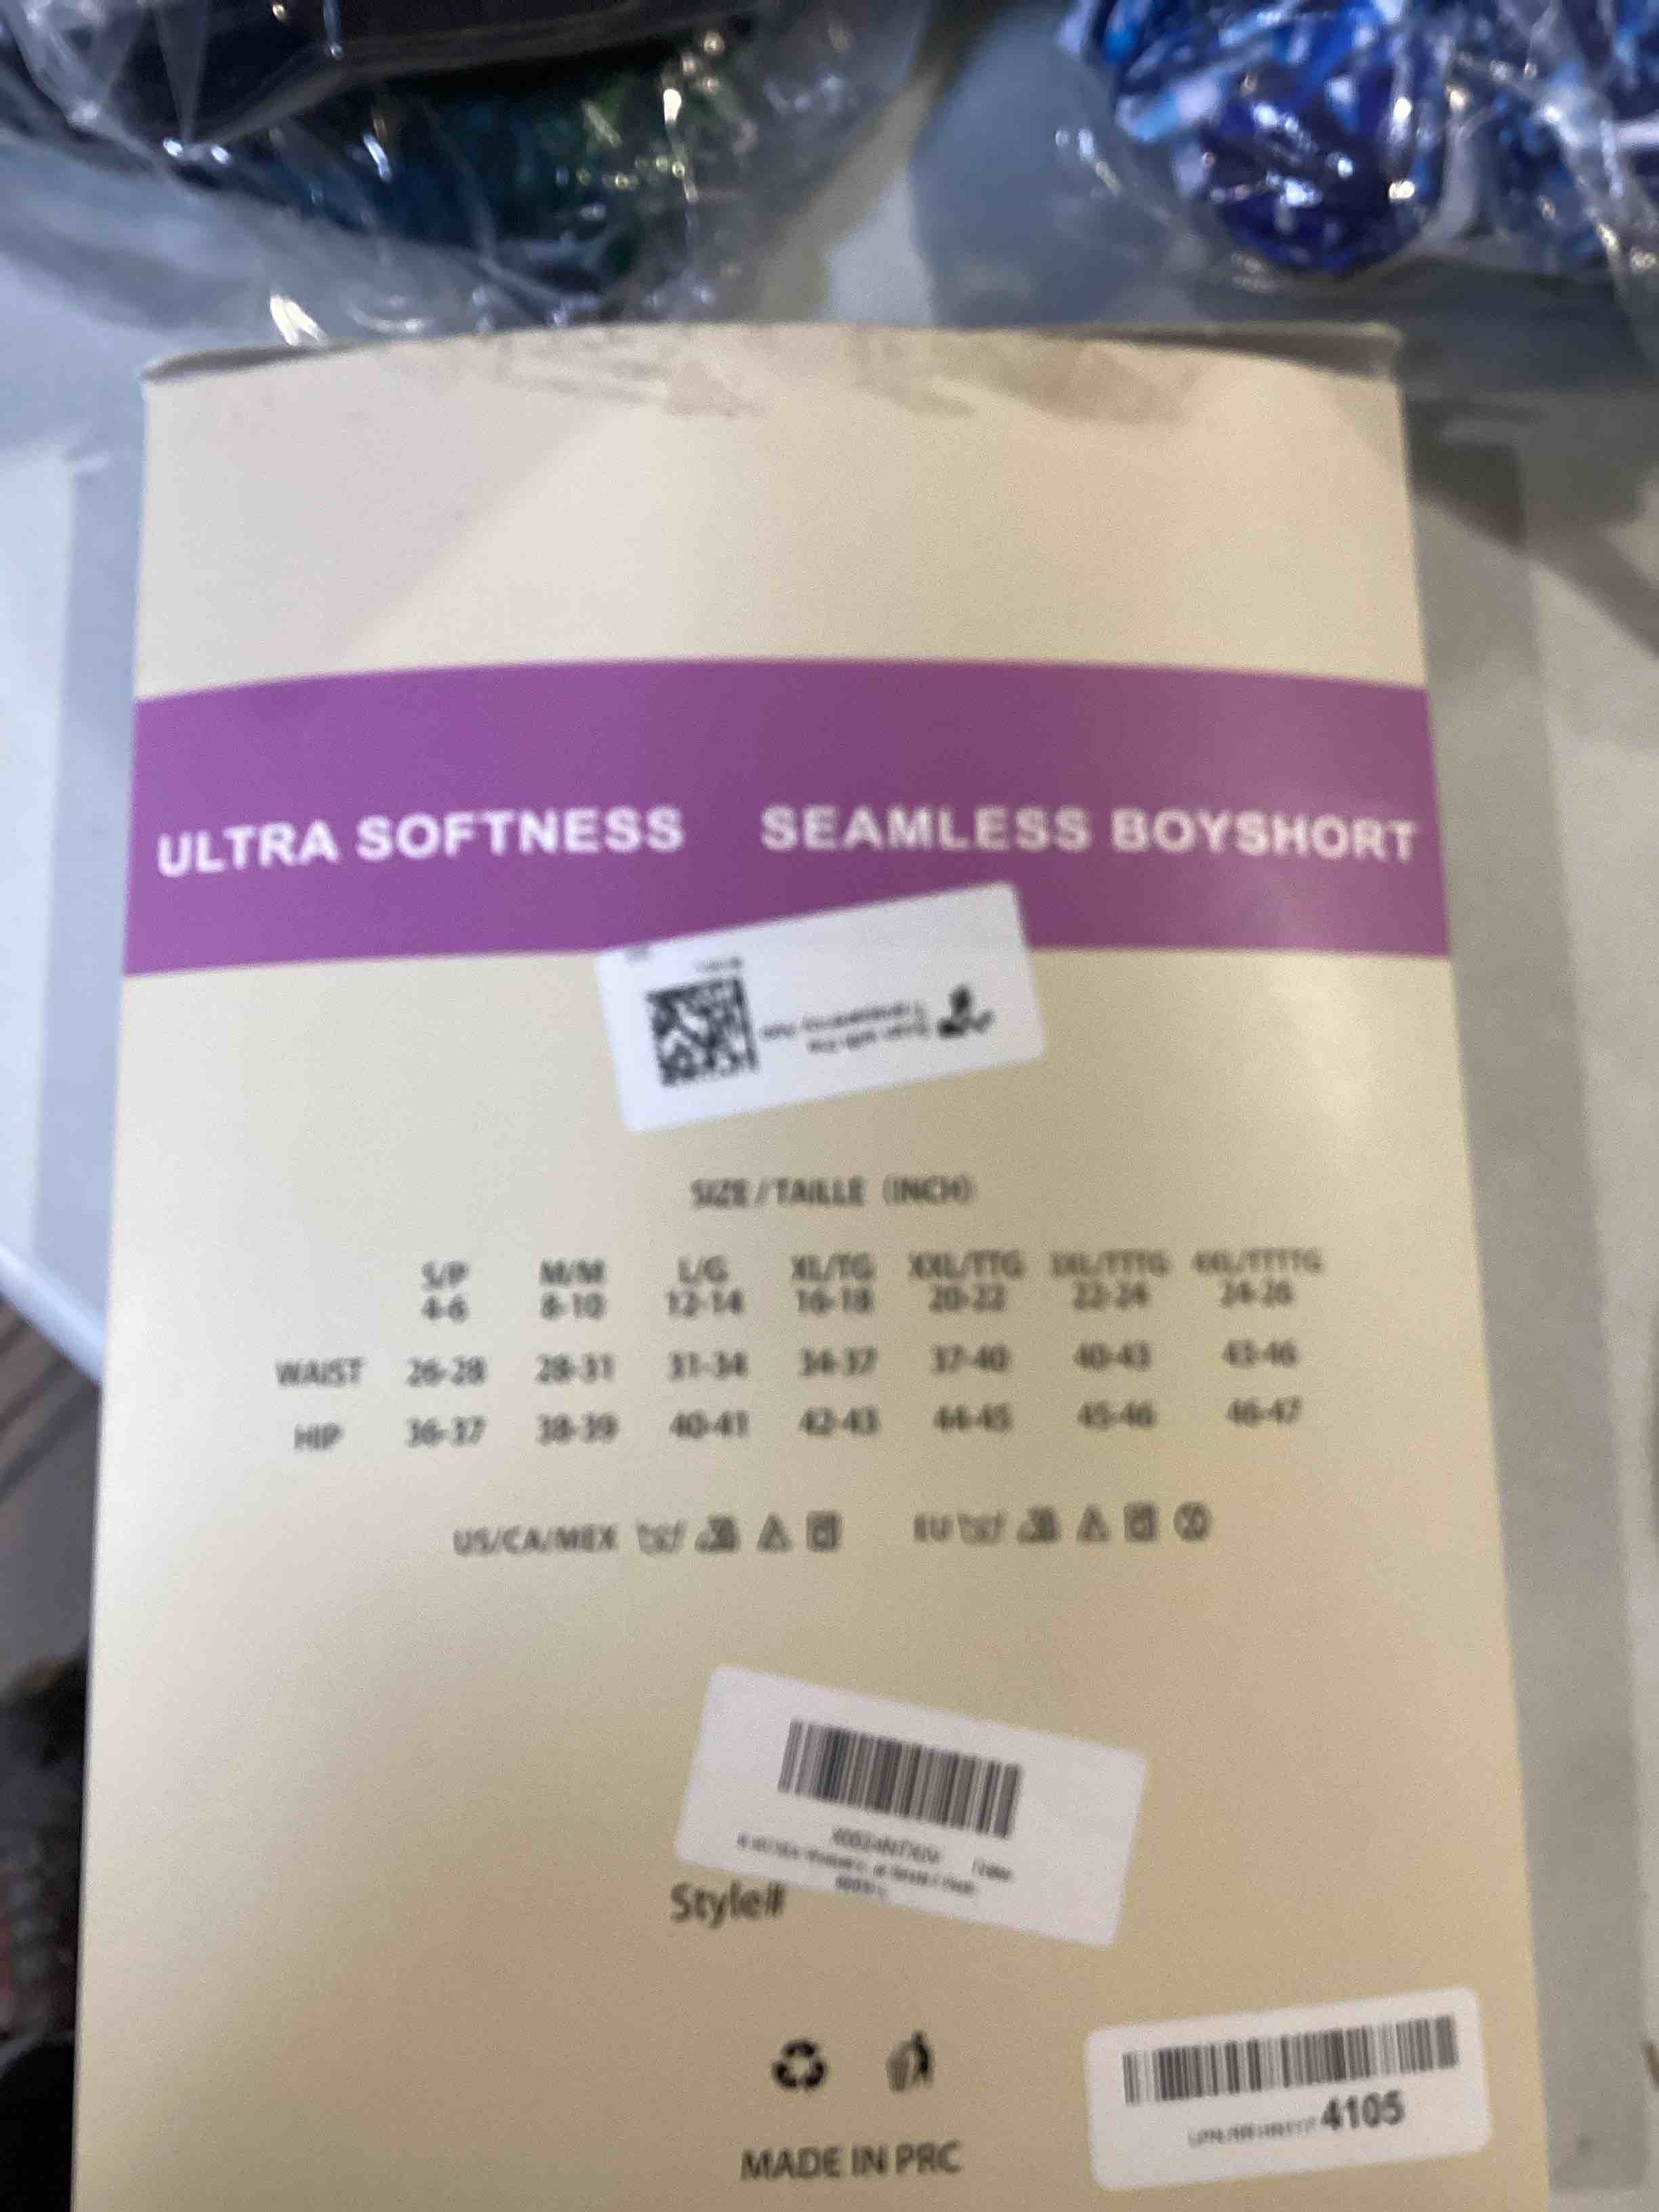 ULTRA SOFTNESS SEAMLESS BOYSHORT
SIZE / TAILLE (INCH)
S/P M/M L/G XL/TG XXL/TTG 3XL/TTTG 4XL/TTTTG
4-6 8-10 12-14 16-18 20-22 22-24 24-26
WAIST 26-28 28-31 31-34 34-37 37-40 40-43 43-46
HIP 36-37 38-39 40-41 42-43 44-45 45-46 46-47
US/CA/MEX EU
Style#
4105
MADE IN PRC